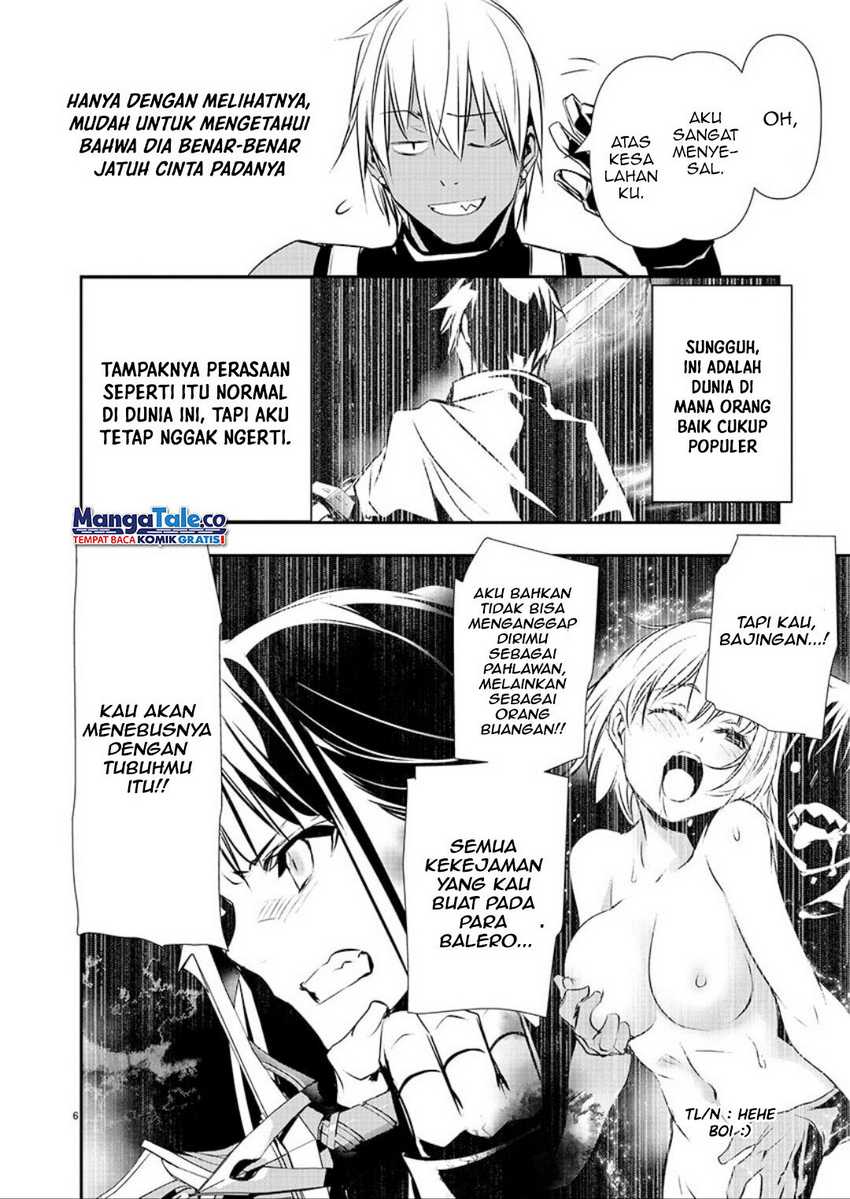 OH,
AKU
SANGAT
MENYE-
SAL.
ATAS
KESA
LAHAN
KU.
HANYA DENGAN MELIHATNYA,
MUDAH UNTUK MENGETAHUI
BAHWA DIA BENAR-BENAR
JATUH CINTA PADANYA
SUNGGUH,
INI ADALAH
DUNIA DI
MANA ORANG
BAIK CUKUP
POPULER
TAMPAKNYA PERASAAN
SEPERTI ITU NORMAL
DI DUNIA INI, TAPI AKU
TETAP NGGAK NGERTI.
MangaTale.co
TEMPAT BACA KOMIK GRATIS!
TAPI KAU,
BAJINGAN...!
AKU BAHKAN
TIDAK BISA
MENGANGGAP
DIRIMU
SEBAGAI
PAHLAWAN,
MELAINKAN
SEBAGAI
ORANG
BUANGAN!!
SEMUA
KEKEJAMAN
YANG KAU
BUAT PADA
PARA
BALERO...
KAU AKAN
MENEBUSNYA
DENGAN
TUBUHMU
ITU!!
TL/N : HEHE
BOI :)
6